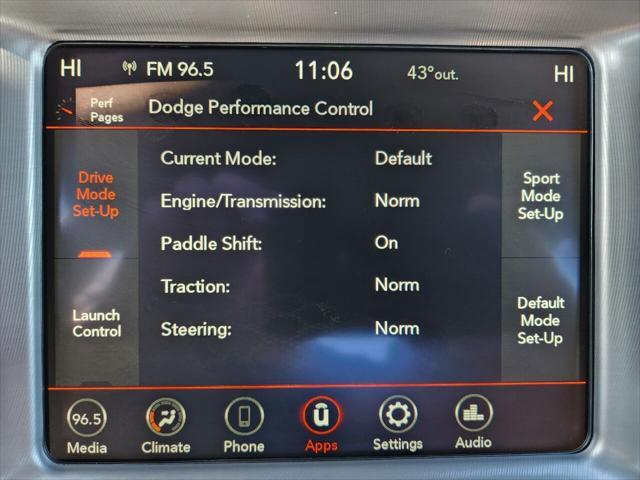 HI FM 96.5 11:06 43°out. HI
Perf
Pages
Dodge Performance Control
Drive
Mode
Set-Up
Current Mode: Default
Engine/Transmission: Norm
Paddle Shift: On
Traction: Norm
Steering: Norm
Sport
Mode
Set-Up
Launch
Control
Default
Mode
Set-Up
96.5
Media
Climate
Phone
ū
Apps
Settings
Audio